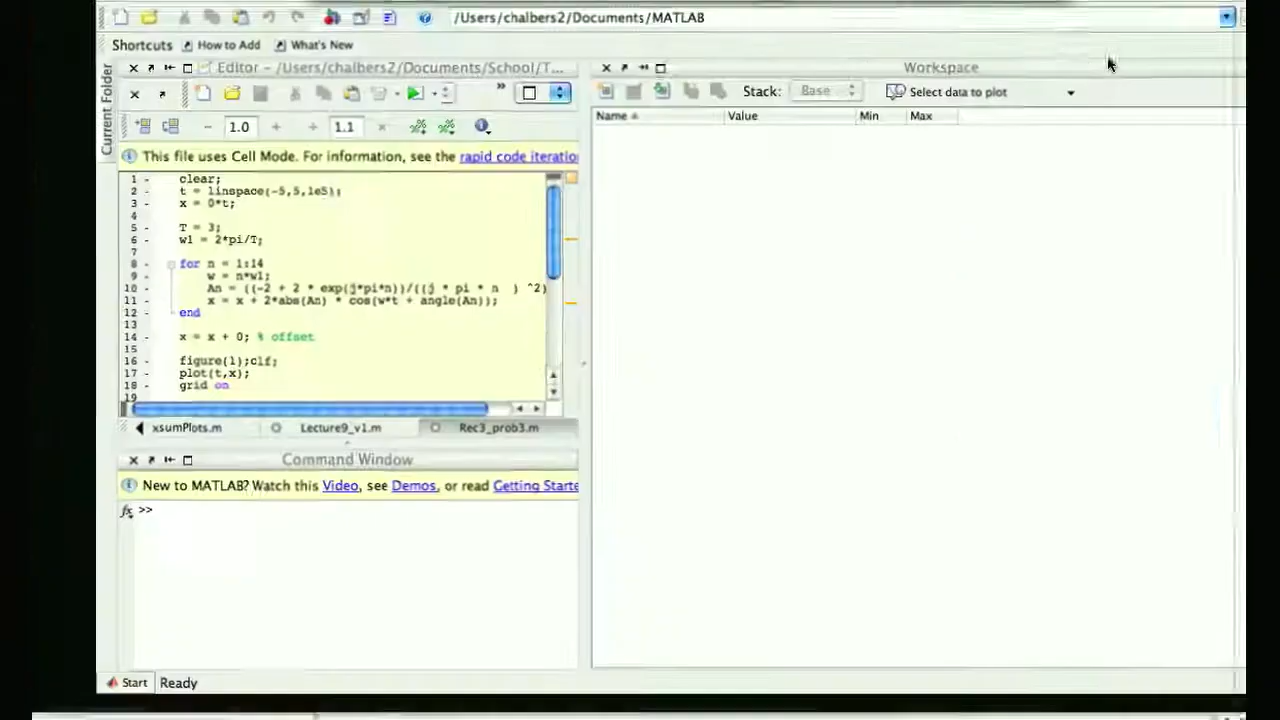 /Users/chalbers2/Documents/MATLAB
Shortcuts How to Add What's New
Current Folder
Editor - /Users/chalbers2/Documents/School/T...
Workspace
1.0 1.1
Stack: Base Select data to plot
Name Value Min Max
This file uses Cell Mode. For information, see the rapid code iteratio
1 - clear;
2 - t = linspace(-5,5,1e5);
3 - x = 0*t;
4
5 - T = 3;
6 - w1 = 2*pi/T;
7
8 - for n = 1:14
9 - w = n*w1;
10 - An = ((-2 + 2 * exp(j*pi*n))/((j * pi * n ) ^2)
11 - x = x + 2*abs(An) * cos(w*t + angle(An));
12 - end
13
14 - x = x + 0; % offset
15
16 - figure(1);clf;
17 - plot(t,x);
18 - grid on
19
xsumPlots.m Lecture9_v1.m Rec3_prob3.m
Command Window
New to MATLAB? Watch this Video, see Demos, or read Getting Starte
fx >>
Start Ready